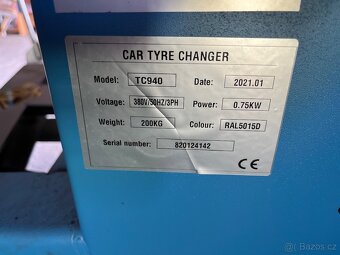 CAR TYRE CHANGER
Model: TC940 Date: 2021.01
Voltage: 380V/50HZ/3PH Power: 0.75KW
Weight: 200KG Colour: RAL5015D
Serial number: 820124142
CE
Bazos.cz